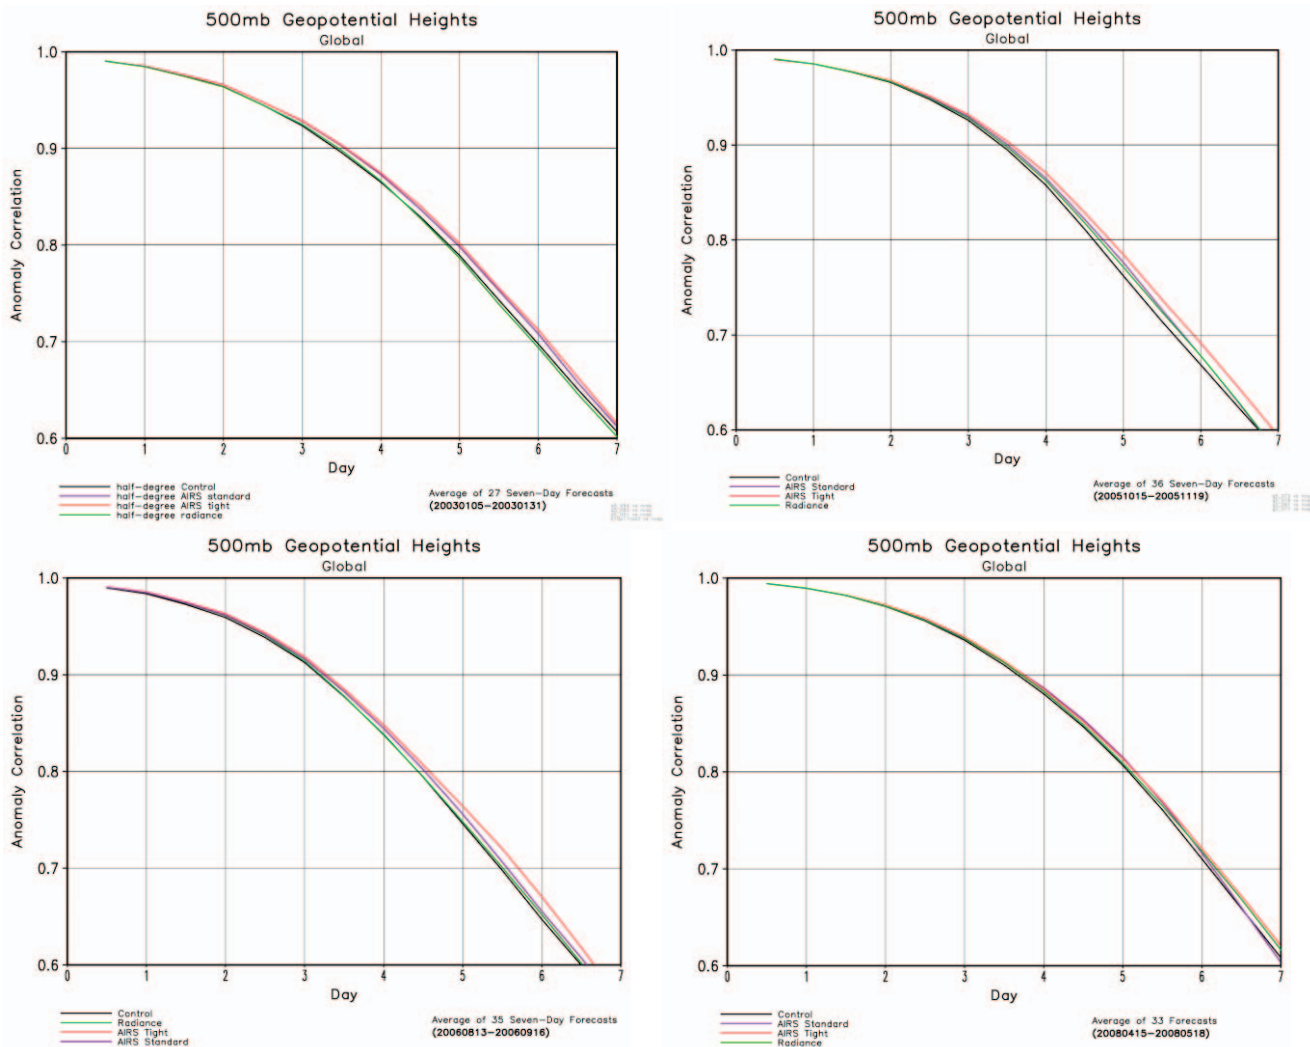 500mb Geopotential Heights
Global
1.0
0.9
0.8
0.7
0.6
Anomaly Correlation
0 1 2 3 4 5 6 7
Day
half-degree Control
half-degree AIRS standard
half-degree AIRS tight
half-degree radiance
Average of 27 Seven-Day Forecasts
(20030105-20030131)
500mb Geopotential Heights
Global
1.0
0.9
0.8
0.7
0.6
Anomaly Correlation
0 1 2 3 4 5 6 7
Day
Control
AIRS Standard
AIRS Tight
Radiance
Average of 36 Seven-Day Forecasts
(20051015-20051119)
500mb Geopotential Heights
Global
1.0
0.9
0.8
0.7
0.6
Anomaly Correlation
0 1 2 3 4 5 6 7
Day
Control
Radiance
AIRS Tight
AIRS Standard
Average of 35 Seven-Day Forecasts
(20060813-20060916)
500mb Geopotential Heights
Global
1.0
0.9
0.8
0.7
0.6
Anomaly Correlation
0 1 2 3 4 5 6 7
Day
Control
AIRS Standard
AIRS Tight
Radiance
Average of 33 Forecasts
(20080415-20080518)